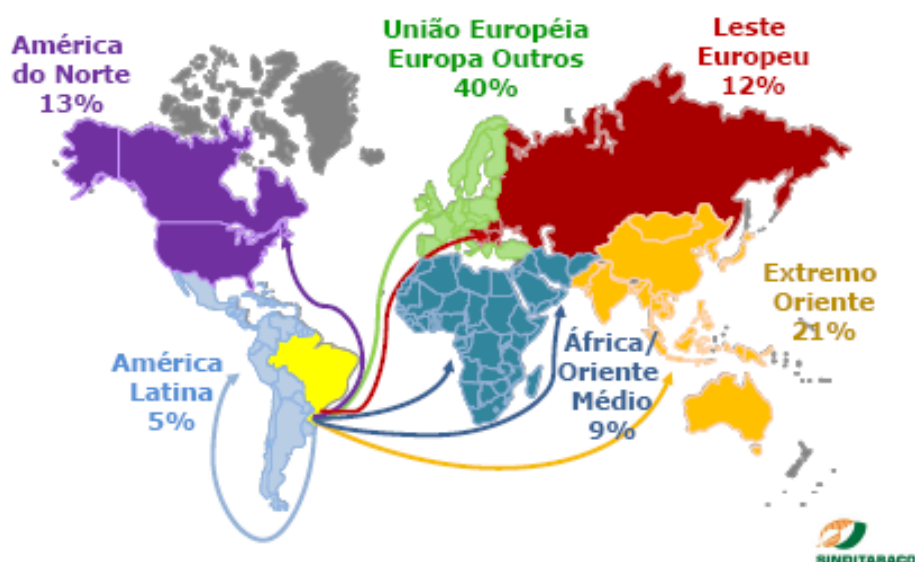 América
do Norte
13%
União Européia
Europa Outros
40%
Leste
Europeu
12%
Extremo
Oriente
21%
África/
Oriente
Médio
9%
América
Latina
5%
SINDITABACO